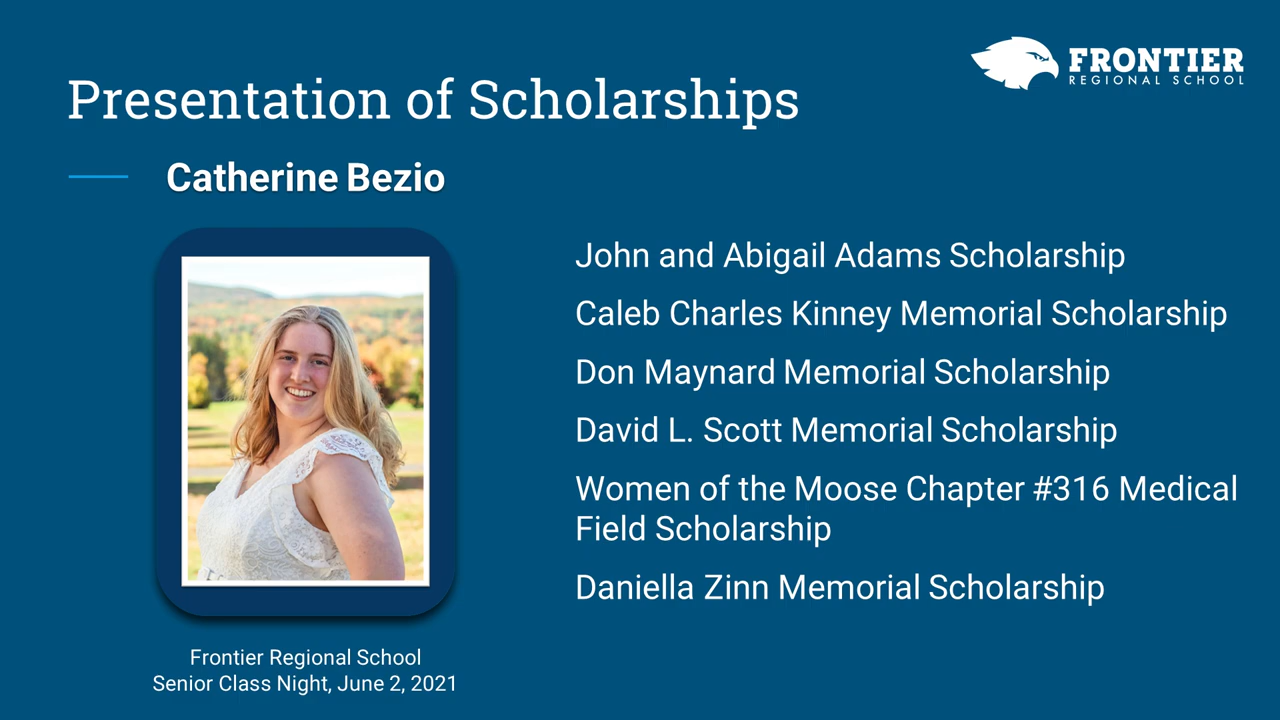 FRONTIER
REGIONAL SCHOOL
Presentation of Scholarships
Catherine Bezio
John and Abigail Adams Scholarship
Caleb Charles Kinney Memorial Scholarship
Don Maynard Memorial Scholarship
David L. Scott Memorial Scholarship
Women of the Moose Chapter #316 Medical
Field Scholarship
Daniella Zinn Memorial Scholarship
Frontier Regional School
Senior Class Night, June 2, 2021